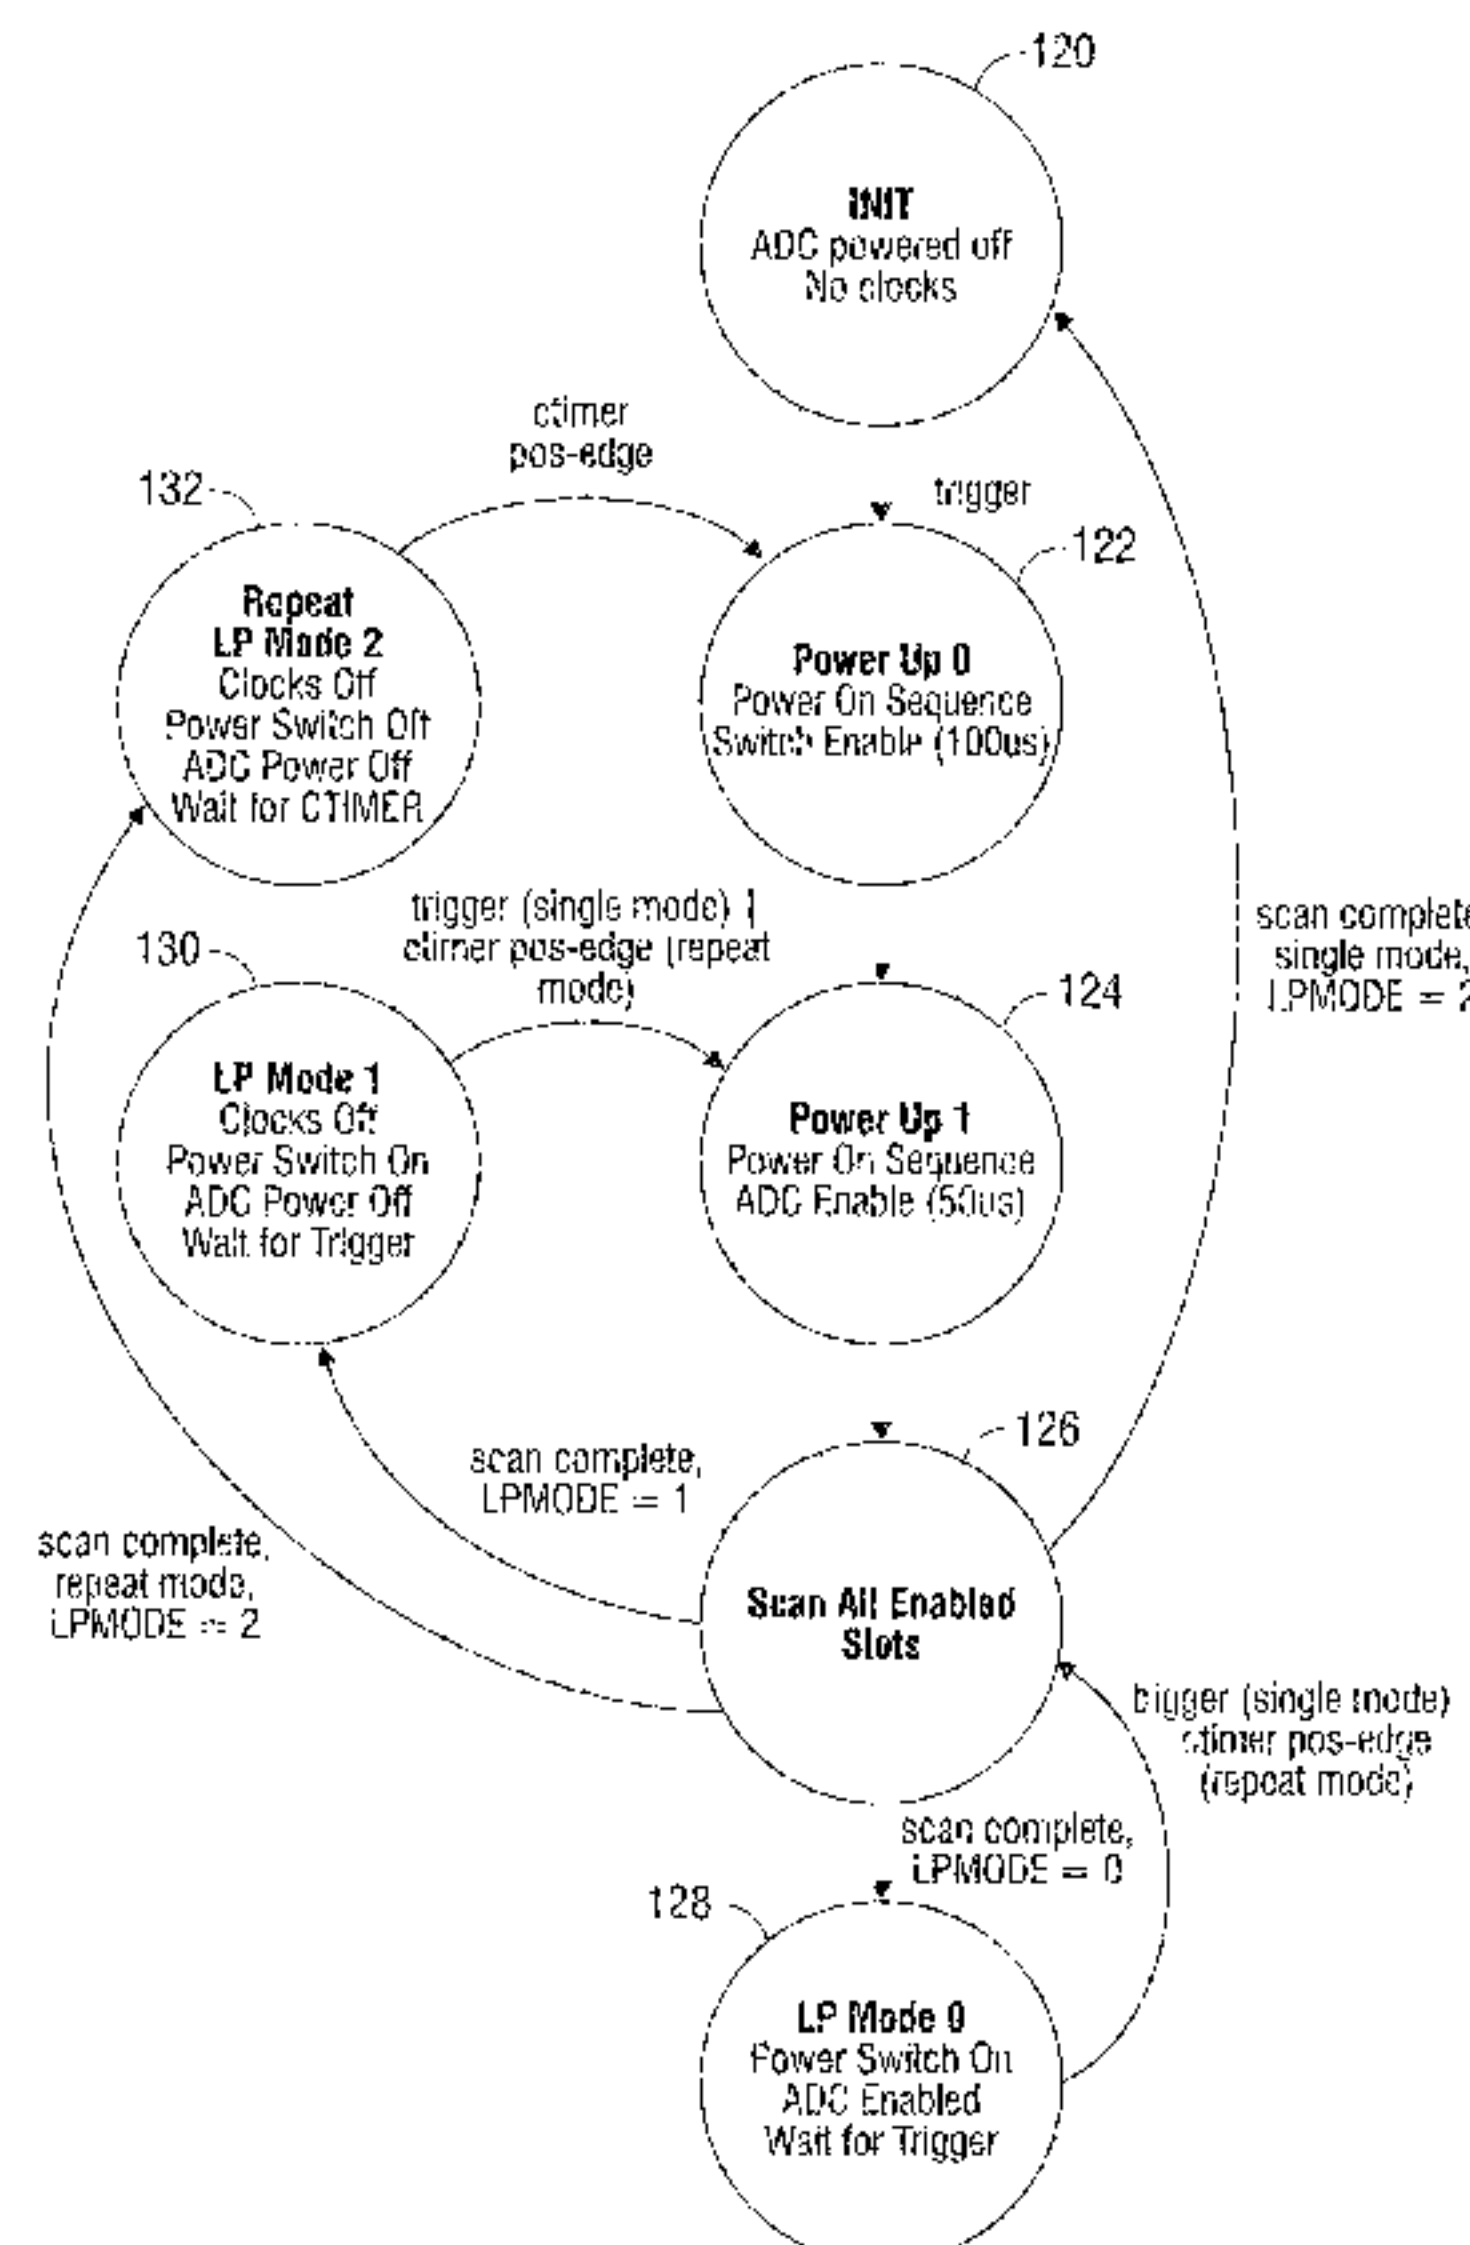 120
INIT
ADC powered off
No clocks
ctimer
pos-edge
132
trigger
122
Repeat
LP Mode 2
Clocks Off
Power Switch Off
ADC Power Off
Wait for CTIMER
Power Up 0
Power On Sequence
Switch Enable (100us)
trigger (single mode) |
ctimer pos-edge (repeat
mode)
130
124
scan complete
single mode,
LPMODE = 2
LP Mode 1
Clocks Off
Power Switch On
ADC Power Off
Wait for Trigger
Power Up 1
Power On Sequence
ADC Enable (50us)
126
scan complete,
LPMODE = 1
scan complete,
repeat mode,
LPMODE = 2
Scan All Enabled
Slots
trigger (single mode)
ctimer pos-edge
(repeat mode)
scan complete,
LPMODE = 0
128
LP Mode 0
Power Switch On
ADC Enabled
Wait for Trigger